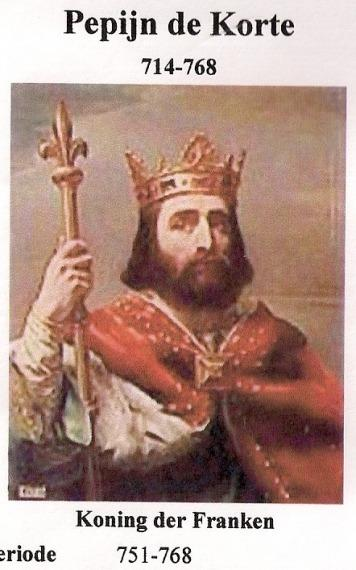 Pepijn de Korte
714-768
Koning der Franken
eriode 751-768